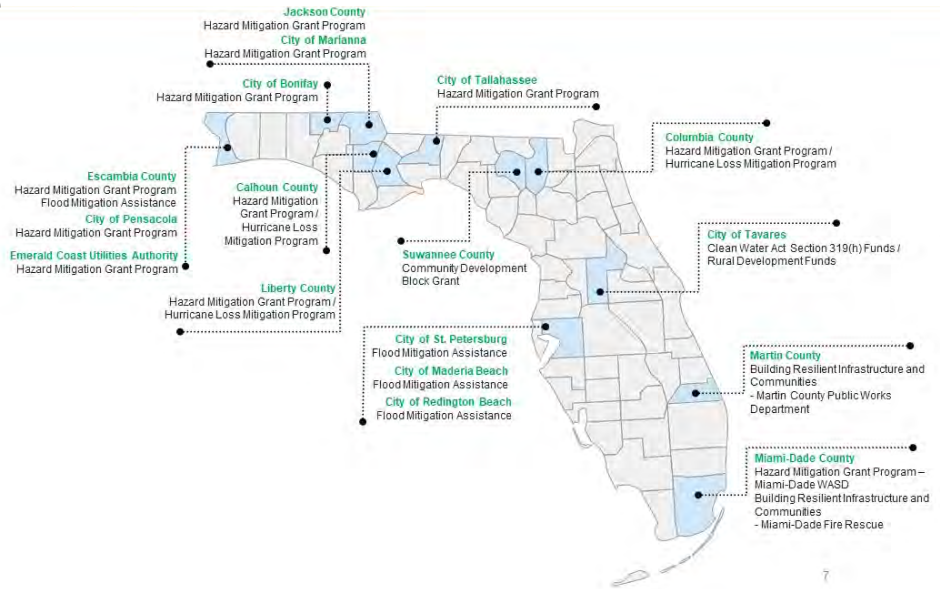 Jackson County
Hazard Mitigation Grant Program
City of Marianna
Hazard Mitigation Grant Program
City of Bonifay
Hazard Mitigation Grant Program
City of Tallahassee
Hazard Mitigation Grant Program
Columbia County
Hazard Mitigation Grant Program /
Hurricane Loss Mitigation Program
Escambia County
Hazard Mitigation Grant Program
Flood Mitigation Assistance
City of Pensacola
Hazard Mitigation Grant Program
Emerald Coast Utilities Authority
Hazard Mitigation Grant Program
Calhoun County
Hazard Mitigation
Grant Program /
Hurricane Loss
Mitigation Program
Suwannee County
Community Development
Block Grant
City of Tavares
Clean Water Act Section 319(h) Funds /
Rural Development Funds
Liberty County
Hazard Mitigation Grant Program /
Hurricane Loss Mitigation Program
City of St. Petersburg
Flood Mitigation Assistance
City of Maderia Beach
Flood Mitigation Assistance
City of Redington Beach
Flood Mitigation Assistance
Martin County
Building Resilient Infrastructure and
Communities
- Martin County Public Works
Department
Miami-Dade County
Hazard Mitigation Grant Program –
Miami-Dade WASD
Building Resilient Infrastructure and
Communities
- Miami-Dade Fire Rescue
7